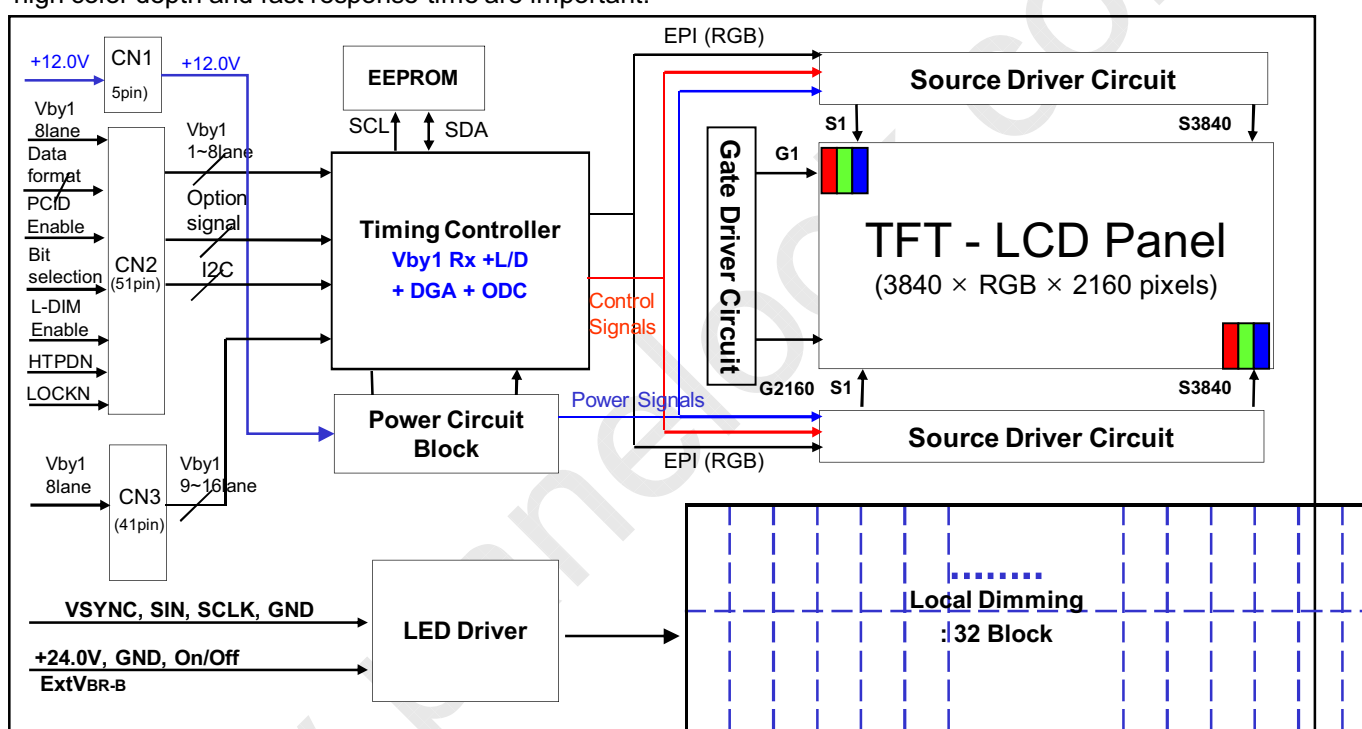 high color depth and fast response time are important.
EPI (RGB)
+12.0V
CN1
5pin)
+12.0V
EEPROM
Source Driver Circuit
Vby1
8lane
Data
format
PCID
Enable
Bit
selection
L-DIM
Enable
HTPDN
LOCKN
CN2
(51pin)
Vby1
1~8lane
Option
signal
I2C
SCL
SDA
Timing Controller
Vby1 Rx +L/D
+ DGA + ODC
Control
Signals
Gate Driver Circuit
G1
G2160
S1
S3840
TFT - LCD Panel
(3840 × RGB × 2160 pixels)
S1
S3840
Power Circuit
Block
Power Signals
Source Driver Circuit
EPI (RGB)
Vby1
8lane
CN3
(41pin)
Vby1
9~16lane
VSYNC, SIN, SCLK, GND
+24.0V, GND, On/Off
ExtVBR-B
LED Driver
Local Dimming
: 32 Block